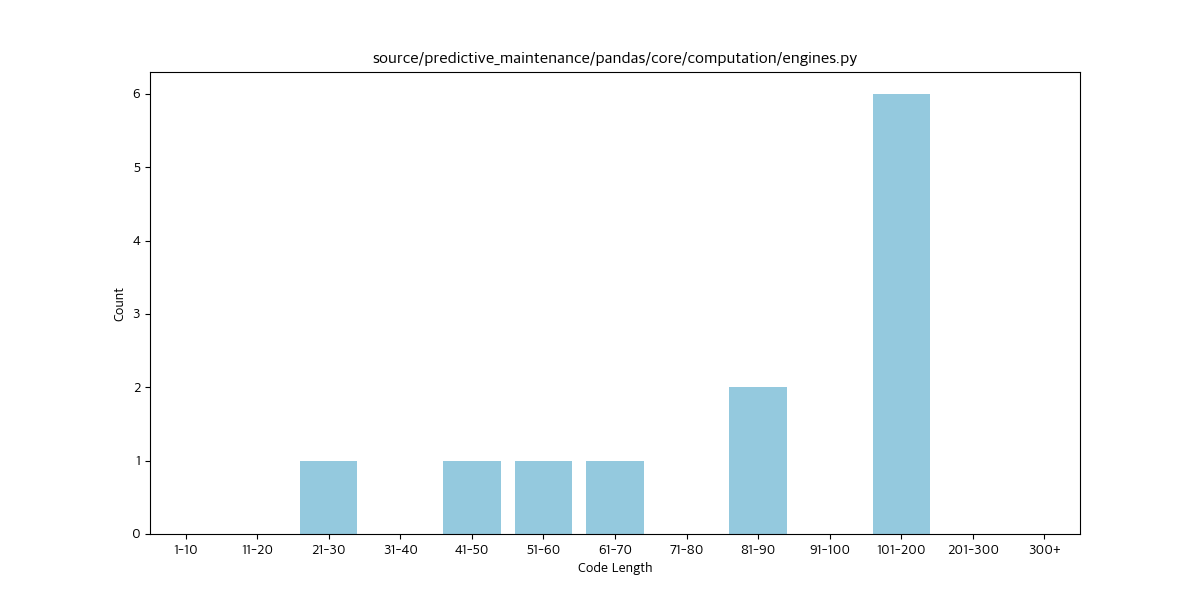 source/predictive_maintenance/pandas/core/computation/engines.py
6
5
4
3
2
1
0
Count
1-10 11-20 21-30 31-40 41-50 51-60 61-70 71-80 81-90 91-100 101-200 201-300 300+
Code Length